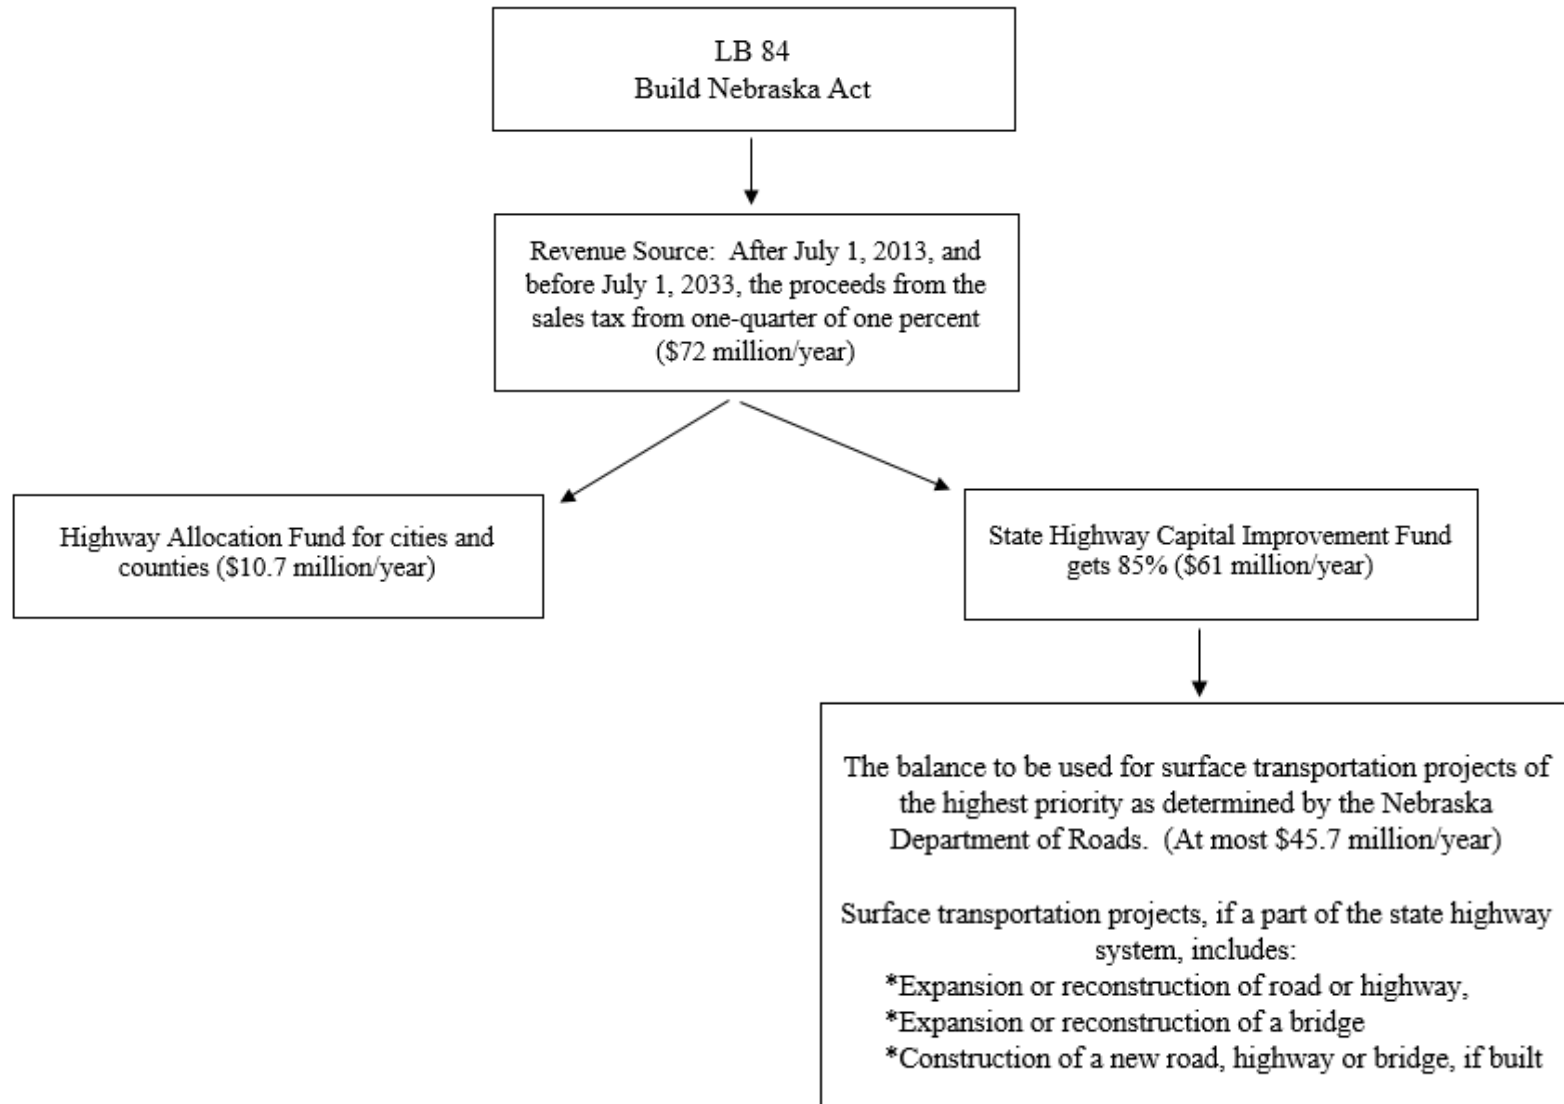 LB 84
Build Nebraska Act
Revenue Source:  After July 1, 2013, and
before July 1, 2033, the proceeds from the
sales tax from one-quarter of one percent
($72 million/year)
Highway Allocation Fund for cities and
counties ($10.7 million/year)
State Highway Capital Improvement Fund
gets 85% ($61 million/year)
The balance to be used for surface transportation projects of
the highest priority as determined by the Nebraska
Department of Roads.  (At most $45.7 million/year)
Surface transportation projects, if a part of the state highway
system, includes:
*Expansion or reconstruction of road or highway,
*Expansion or reconstruction of a bridge
*Construction of a new road, highway or bridge, if built